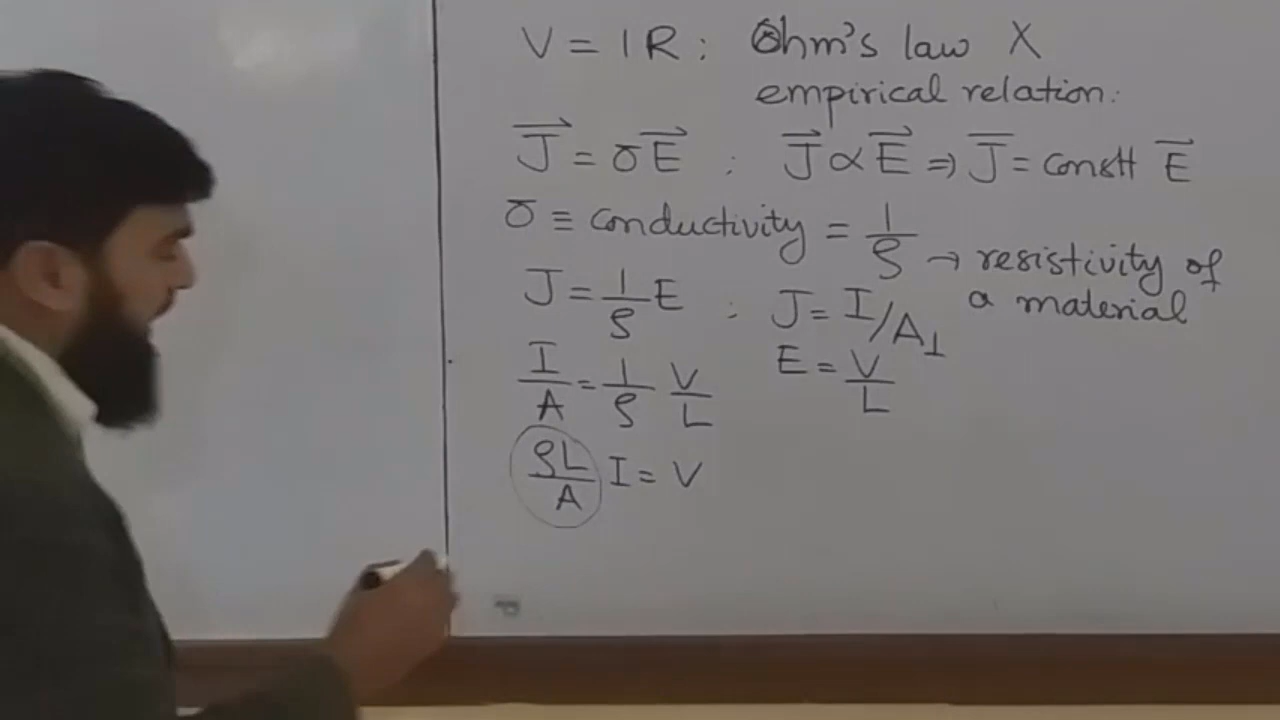 V = IR : Ohm's law X
empirical relation.
J⃗ = σE⃗ ; J⃗ ∝ E⃗ ⇒ J̅ = constt E⃗
σ ≡ conductivity = 1/ρ → resistivity of
a material
J = 1/ρ E ; J = I/A⊥
E = V/L
I/A = 1/ρ V/L
ρL/A I = V